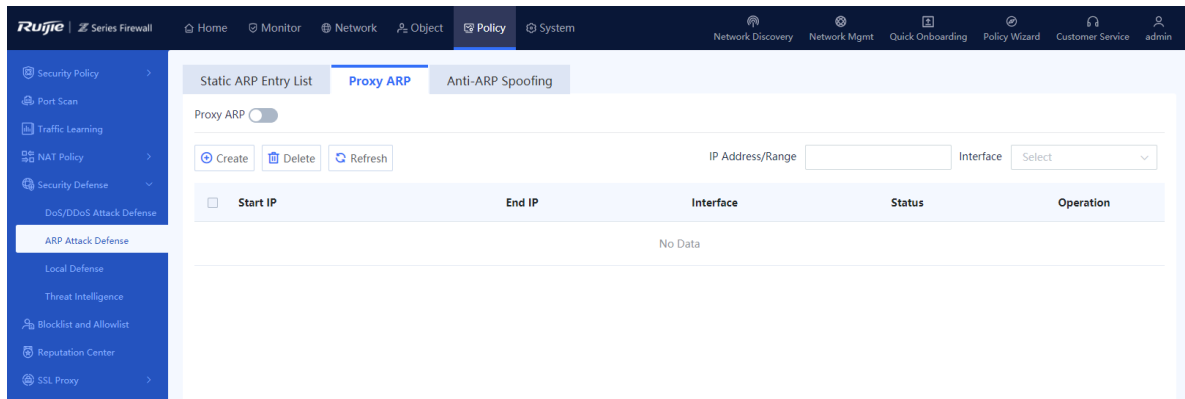 Ruijie | Z Series Firewall
Home
Monitor
Network
Object
Policy
System
Network Discovery
Network Mgmt
Quick Onboarding
Policy Wizard
Customer Service
admin
Security Policy
Port Scan
Traffic Learning
NAT Policy
Security Defense
DoS/DDoS Attack Defense
ARP Attack Defense
Local Defense
Threat Intelligence
Blocklist and Allowlist
Reputation Center
SSL Proxy
Static ARP Entry List
Proxy ARP
Anti-ARP Spoofing
Proxy ARP
Create
Delete
Refresh
IP Address/Range
Interface
Select
Start IP
End IP
Interface
Status
Operation
No Data